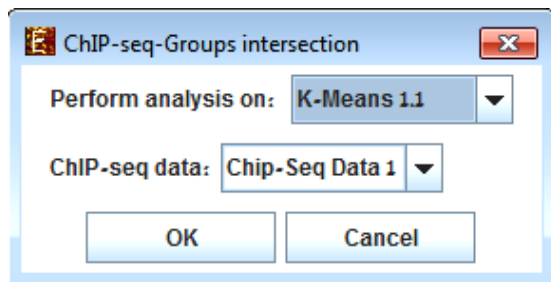 ChIP-seq-Groups intersection
Perform analysis on: K-Means 1.1
ChIP-seq data: Chip-Seq Data 1
OK Cancel